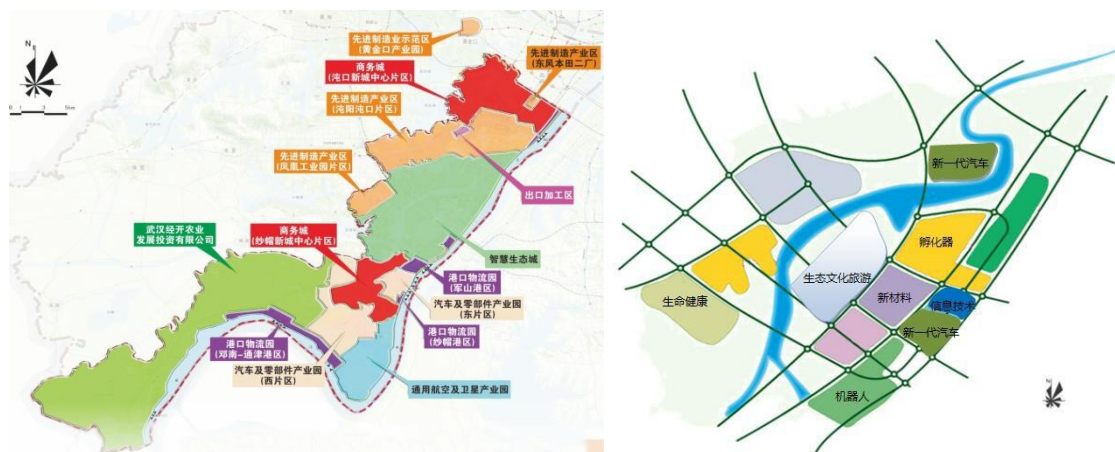 先进制造业示范区
(黄金口产业园)
先进制造产业区
(东风本田二厂)
商务城
(沌口新城中心片区)
先进制造产业区
(沌阳沌口片区)
先进制造产业区
(凤凰工业园片区)
出口加工区
武汉经开农业
发展投资有限公司
商务城
(纱帽新城中心片区)
智慧生态城
港口物流园
(军山港区)
汽车及零部件产业园
(东片区)
港口物流园
(纱帽港区)
港口物流园
(邓南-通津港区)
汽车及零部件产业园
(西片区)
通用航空及卫星产业园
N
新一代汽车
孵化器
生态文化旅游
生命健康
新材料
信息技术
新一代汽车
机器人
N